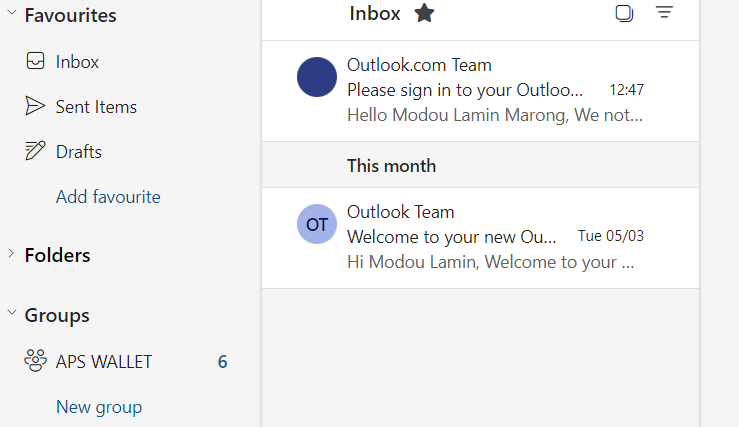 Favourites
Inbox
Sent Items
Drafts
Add favourite
Folders
Groups
APS WALLET 6
New group
Inbox
Outlook.com Team
Please sign in to your Outloo... 12:47
Hello Modou Lamin Marong, We not...
This month
OT
Outlook Team
Welcome to your new Ou... Tue 05/03
Hi Modou Lamin, Welcome to your ...